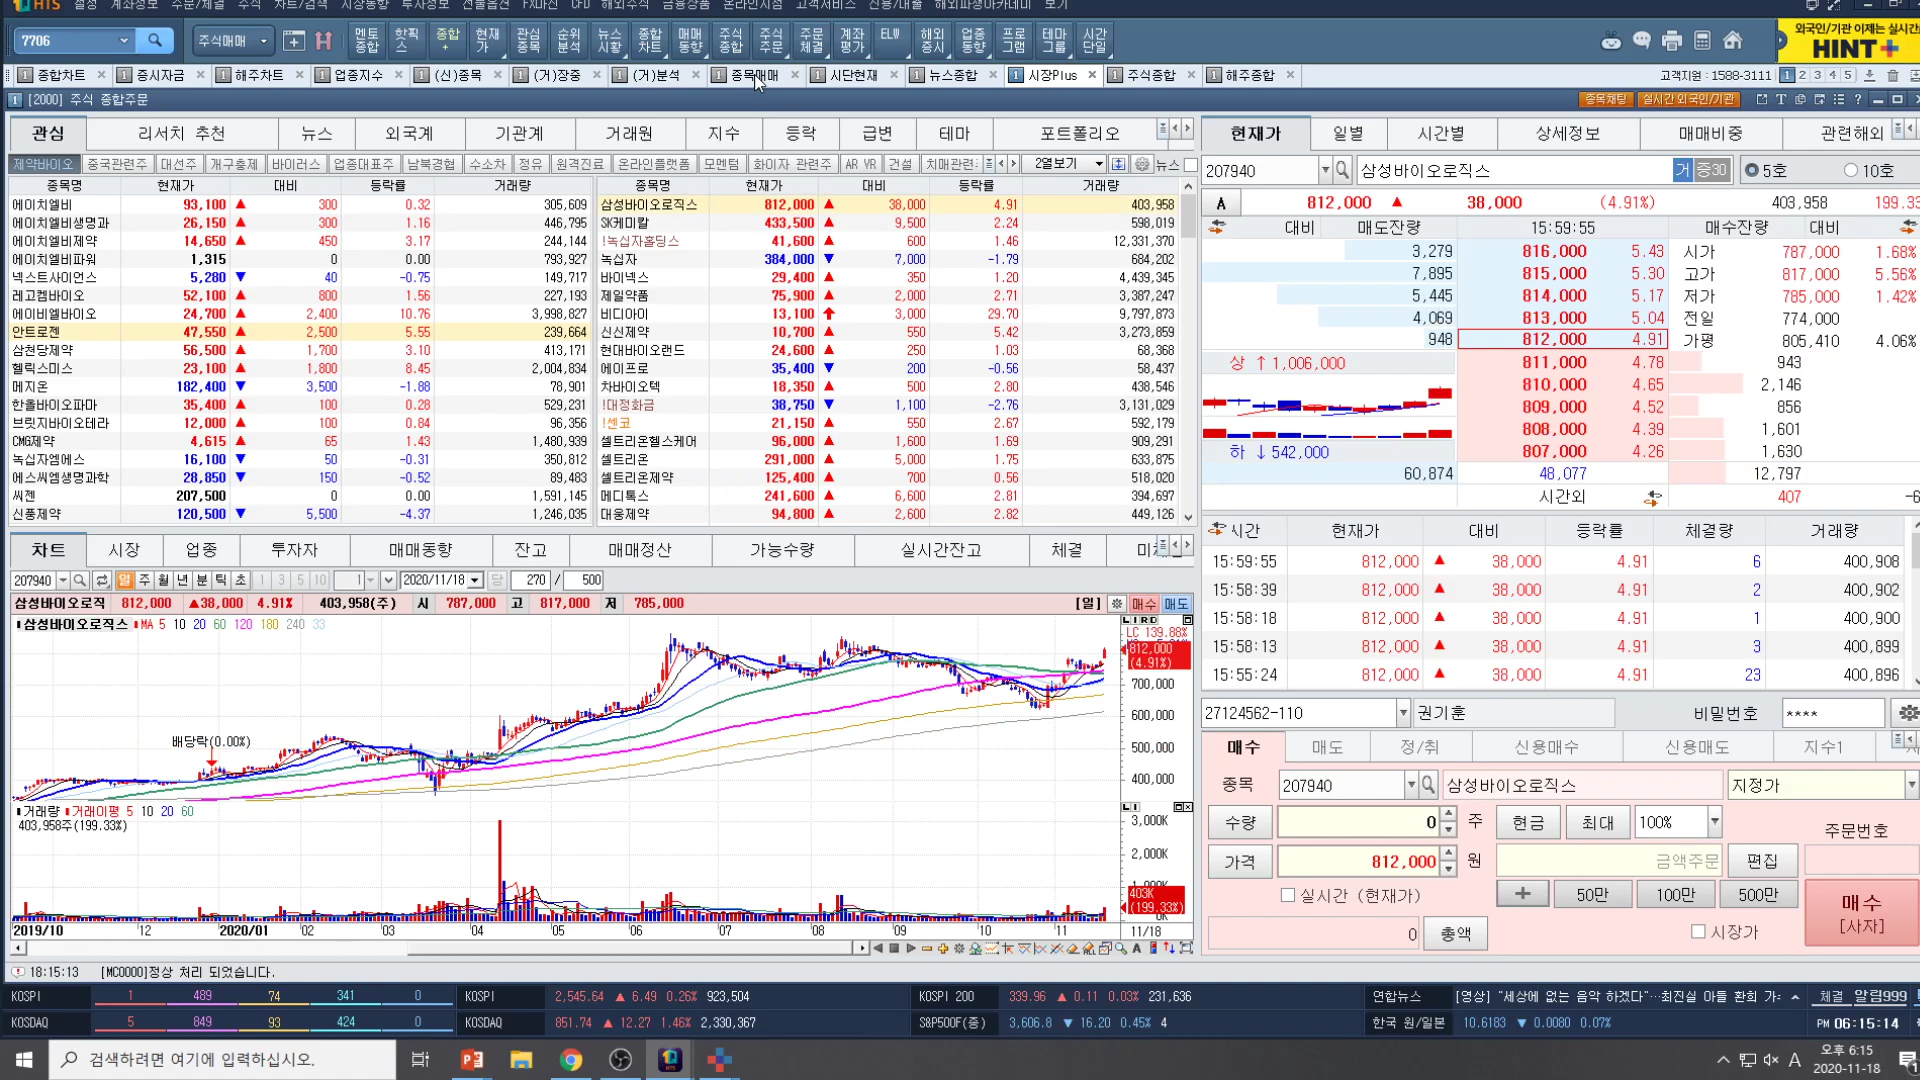 HTS 설정 계좌정보 주문/체결 주식 차트/검색 시장동향 투자정보 선물옵션 FX마진 CFD 해외주식 금융상품 온라인지점 고객서비스 신용/대출 해외파생아카데미 보기
7706 주식매매 멘토종합 핫픽스 종합+ 현재가 관심종목 순위분석 뉴스시황 종합차트 매매동향 주식종합 주식주문 주문체결 계좌평가 ELW 해외증시 업종동향 프로그램 테마그룹 시간단일
외국인/기관 이제는 실시간
HINT+
1 종합차트 1 증시자금 1 해주차트 1 업종지수 1 (신)종목 1 (거)장중 1 (거)분석 1 종목매매 1 시단현재 1 뉴스종합 1 시장Plus 1 주식종합 1 해주종합 고객지원 : 1588-3111 1 2 3 4 5
1 [2000] 주식 종합주문 종목채팅 실시간 외국인/기관
관심 리서치 추천 뉴스 외국계 기관계 거래원 지수 등락 급변 테마 포트폴리오
제약바이오 중국관련주 대선주 개구충제 바이러스 업종대표주 남북경협 수소차 정유 원격진료 온라인플랫폼 모멘텀 화이자 관련주 AR VR 건설 치매관련: 2열보기 뉴스
종목명 현재가 대비 등락률 거래량
에이치엘비 93,100 ▲ 300 0.32 305,609
에이치엘비생명과 26,150 ▲ 300 1.16 446,795
에이치엘비제약 14,650 ▲ 450 3.17 244,144
에이치엘비파워 1,315 0 0.00 793,927
넥스트사이언스 5,280 ▼ 40 -0.75 149,717
레고켐바이오 52,100 ▲ 800 1.56 227,193
에이비엘바이오 24,700 ▲ 2,400 10.76 3,998,827
안트로젠 47,550 ▲ 2,500 5.55 239,664
삼천당제약 56,500 ▲ 1,700 3.10 413,171
헬릭스미스 23,100 ▲ 1,800 8.45 2,004,834
메지온 182,400 ▼ 3,500 -1.88 78,901
한올바이오파마 35,400 ▲ 100 0.28 529,231
브릿지바이오테라 12,000 ▲ 100 0.84 96,356
CMG제약 4,615 ▲ 65 1.43 1,480,939
녹십자엠에스 16,100 ▼ 50 -0.31 350,812
에스씨엠생명과학 28,850 ▼ 150 -0.52 89,483
씨젠 207,500 0 0.00 1,591,145
신풍제약 120,500 ▼ 5,500 -4.37 1,246,035
종목명 현재가 대비 등락률 거래량
삼성바이오로직스 812,000 ▲ 38,000 4.91 403,958
SK케미칼 433,500 ▲ 9,500 2.24 598,019
!녹십자홀딩스 41,600 ▲ 600 1.46 12,331,370
녹십자 384,000 ▼ 7,000 -1.79 684,202
바이넥스 29,400 ▲ 350 1.20 4,439,345
제일약품 75,900 ▲ 2,000 2.71 3,387,247
비디아이 13,100 ↑ 3,000 29.70 9,797,873
신신제약 10,700 ▲ 550 5.42 3,273,859
현대바이오랜드 24,600 ▲ 250 1.03 68,368
에이프로 35,400 ▼ 200 -0.56 58,437
차바이오텍 18,350 ▲ 500 2.80 438,546
!대정화금 38,750 ▼ 1,100 -2.76 3,131,029
!센코 21,150 ▲ 550 2.67 592,179
셀트리온헬스케어 96,000 ▲ 1,600 1.69 909,291
셀트리온 291,000 ▲ 5,000 1.75 633,875
셀트리온제약 125,400 ▲ 700 0.56 518,020
메디톡스 241,600 ▲ 6,600 2.81 394,697
대웅제약 94,800 ▲ 2,600 2.82 449,126
현재가 일별 시간별 상세정보 매매비중 관련해외
207940 삼성바이오로직스 거 증30 5호 10호
A 812,000 ▲ 38,000 (4.91%) 403,958 199.33
대비 매도잔량 15:59:55 매수잔량 대비
3,279 816,000 5.43 시가 787,000 1.68%
7,895 815,000 5.30 고가 817,000 5.56%
5,445 814,000 5.17 저가 785,000 1.42%
4,069 813,000 5.04 전일 774,000
948 812,000 4.91 가평 805,410 4.06%
상 ↑ 1,006,000 811,000 4.78 943
810,000 4.65 2,146
809,000 4.52 856
808,000 4.39 1,601
하 ↓ 542,000 807,000 4.26 1,630
60,874 48,077 12,797
시간외 407 -6
시간 현재가 대비 등락률 체결량 거래량
15:59:55 812,000 ▲ 38,000 4.91 6 400,908
15:58:39 812,000 ▲ 38,000 4.91 2 400,902
15:58:18 812,000 ▲ 38,000 4.91 1 400,900
15:58:13 812,000 ▲ 38,000 4.91 3 400,899
15:55:24 812,000 ▲ 38,000 4.91 23 400,896
차트 시장 업종 투자자 매매동향 잔고 매매정산 가능수량 실시간잔고 체결
207940 일 주 월 년 분 틱 초 1 3 5 10 1 2020/11/18 당 270 / 500
삼성바이오로직 812,000 ▲38,000 4.91% 403,958(주) 시 787,000 고 817,000 저 785,000 [일] 매수 매도
삼성바이오로직스 MA 5 10 20 60 120 180 240 33
LC 139.88%
812,000
(4.91%)
700,000
600,000
배당락(0.00%)
500,000
400,000
거래량 거래이평 5 10 20 60
403,958주(199.33%)
3,000K
2,000K
403K
(199.33%)
2019/10 12 2020/01 02 03 04 05 06 07 08 09 10 11 11/18
27124562-110 권기훈 비밀번호 ****
매수 매도 정/취 신용매수 신용매도 지수1
종목 207940 삼성바이오로직스 지정가
수량 0 주 현금 최대 100% 주문번호
가격 812,000 원 금액주문 편집
실시간 (현재가) + 50만 100만 500만
0 총액 시장가
매수
[사자]
18:15:13 [MC0000]정상 처리 되었습니다.
KOSPI 1 489 74 341 0 KOSPI 2,545.64 ▲ 6.49 0.26% 923,504 KOSPI 200 339.96 ▲ 0.11 0.03% 231,636 연합뉴스 [영상] "세상에 없는 음악 하겠다"…최진실 아들 환희 가: 체결 알림999
KOSDAQ 5 849 93 424 0 KOSDAQ 851.74 ▲ 12.27 1.46% 2,330,367 S&P500F(종) 3,606.8 ▼ 16.20 0.45% 4 한국 원/일본 10.6183 ▼ 0.0080 0.07% PM 06:15:14
검색하려면 여기에 입력하십시오. A 오후 6:15
2020-11-18